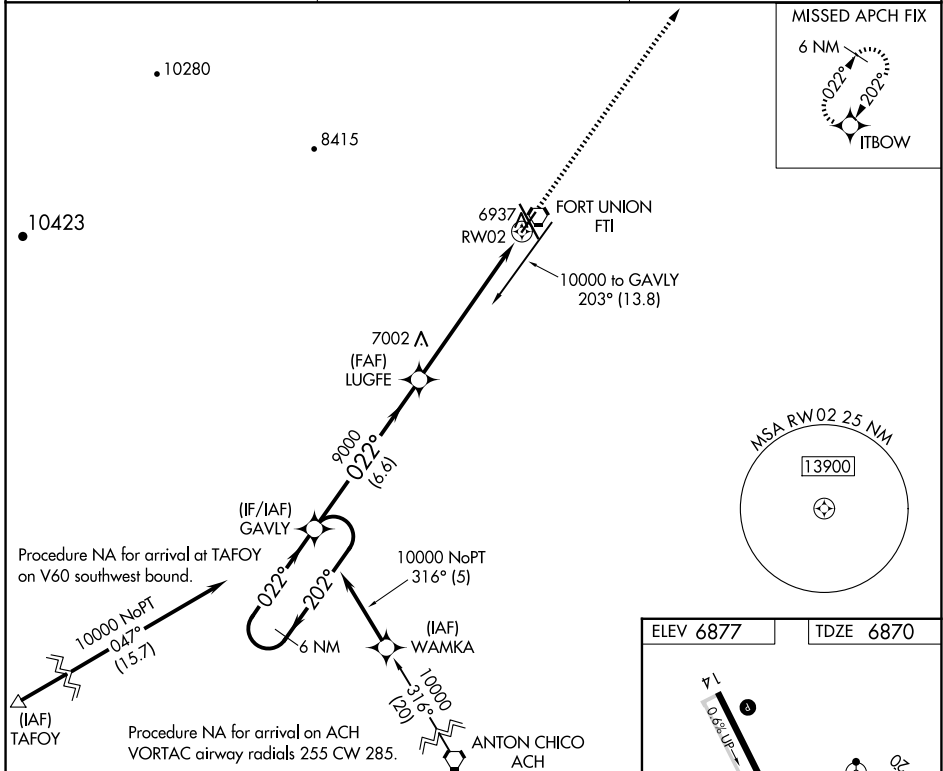 MISSED APCH FIX
6 NM
022°
202°
ITBOW
10280
8415
10423
6937
RW02
FORT UNION
FTI
10000 to GAVLY
203° (13.8)
7002
(FAF)
LUGFE
9000
022°
(6.6)
MSA RW02 25 NM
13900
(IF/IAF)
GAVLY
Procedure NA for arrival at TAFOY
on V60 southwest bound.
022°
202°
6 NM
10000 NoPT
316° (5)
10000 NoPT
047°
(15.7)
(IAF)
WAMKA
(IAF)
TAFOY
10000
316°
(20)
Procedure NA for arrival on ACH
VORTAC airway radials 255 CW 285.
ANTON CHICO
ACH
ELEV 6877
TDZE 6870
14
P
0.6% UP
20